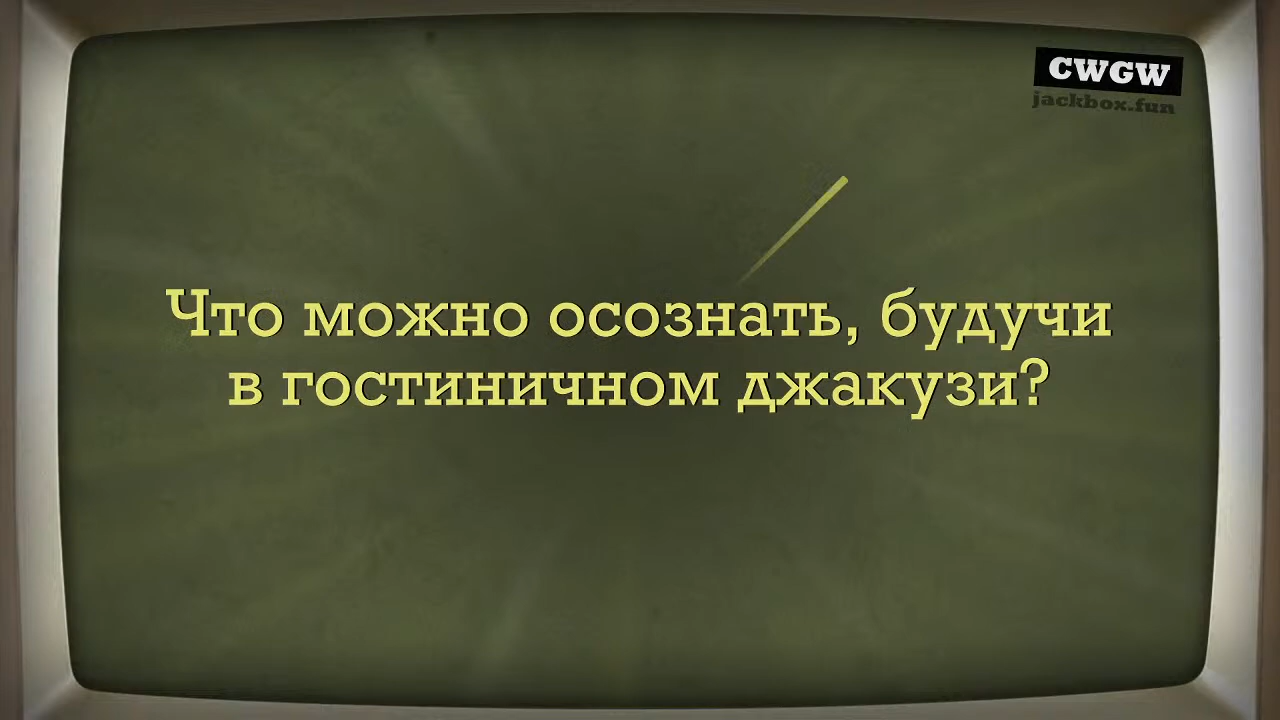 CWGW
jackbox.fun
Что можно осознать, будучи
в гостиничном джакузи?